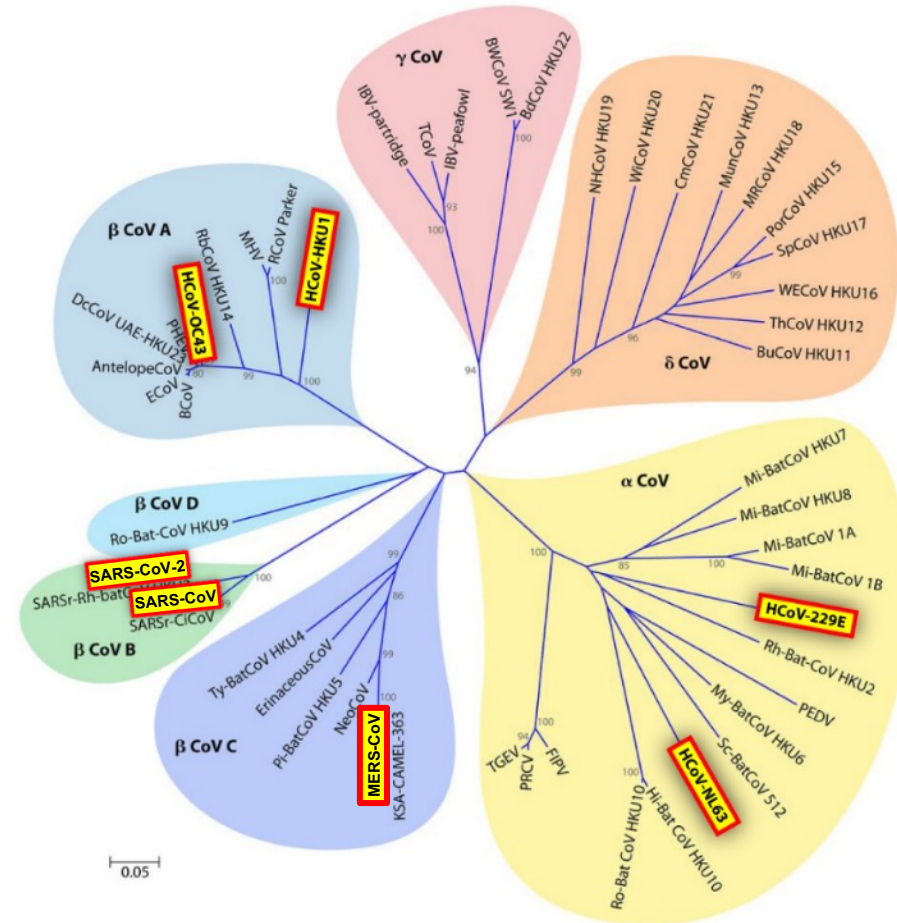 γ CoV
IBV-partridge
TCoV
IBV-peafowl
BWCoV SW1
BdCoV HKU22
93
100
100
94
NHCoV HKU19
WiCoV HKU20
CmCoV HKU21
MunCoV HKU13
MRCoV HKU18
PorCoV HKU15
SpCoV HKU17
WECoV HKU16
ThCoV HKU12
BuCoV HKU11
99
96
99
δ CoV
β CoV A
RbCoV HKU14
MHV
RCoV Parker
HCoV-HKU1
HCoV-OC43
DcCoV UAE-HKU23
AntelopeCoV
ECoV
BCoV
80
99
100
100
β CoV D
Ro-Bat-CoV HKU9
SARS-CoV-2
SARS-CoV
SARSr-CiCoV
100
β CoV B
Ty-BatCoV HKU4
ErinaceousCoV
Pi-BatCoV HKU5
NeoCoV
MERS-CoV
KSA-CAMEL-363
99
86
99
100
β CoV C
α CoV
Mi-BatCoV HKU7
Mi-BatCoV HKU8
Mi-BatCoV 1A
Mi-BatCoV 1B
HCoV-229E
Rh-Bat-CoV HKU2
PEDV
My-BatCoV HKU6
Sc-BatCoV 512
HCoV-NL63
Hi-Bat CoV HKU10
Ro-Bat CoV HKU10
FIPV
PRCV
TGEV
100
85
100
100
94
100
0.05